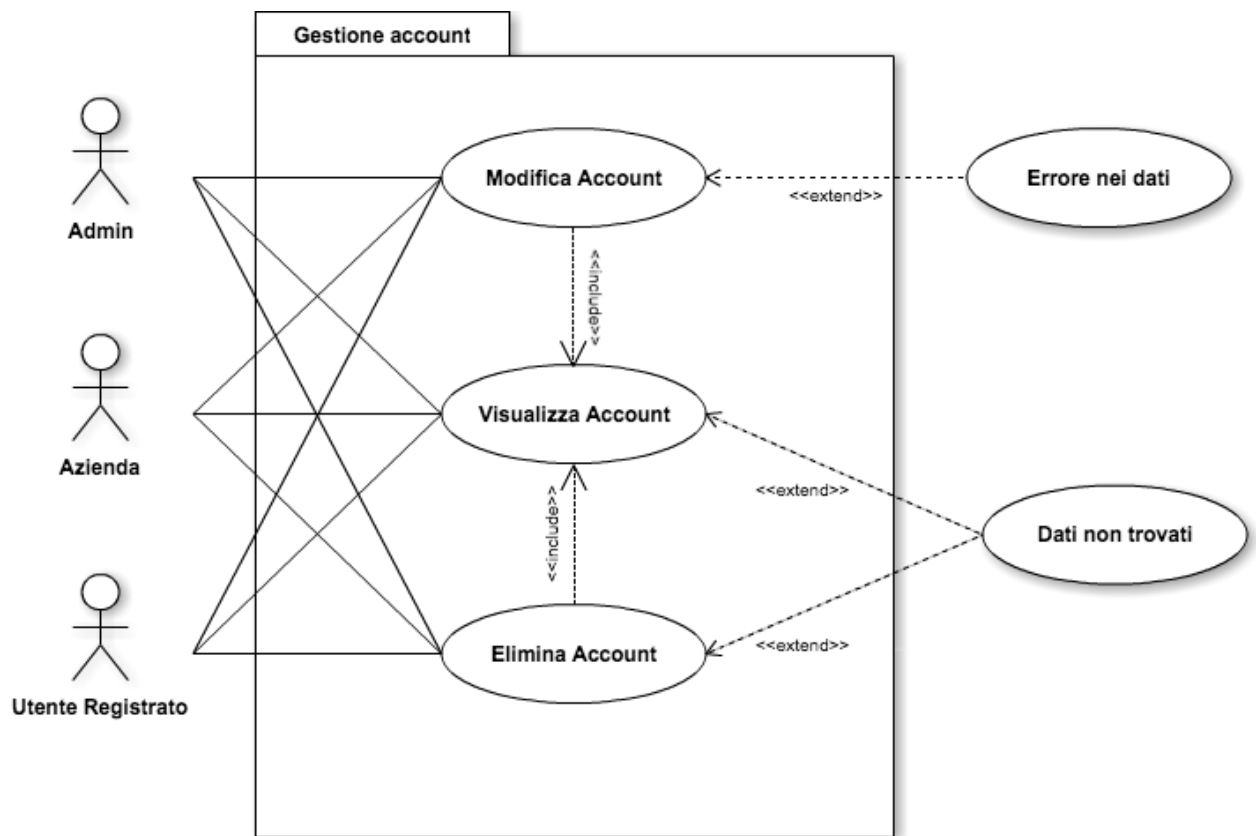 Gestione account
Admin
Modifica Account
<<extend>>
Errore nei dati
<<include>>
Azienda
Visualizza Account
<<extend>>
Dati non trovati
<<include>>
Utente Registrato
Elimina Account
<<extend>>